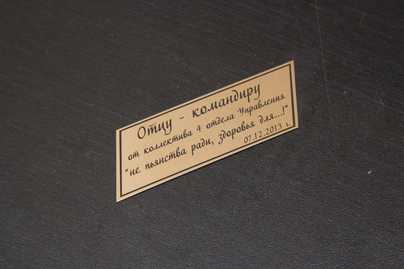 Отцу - командиру
от коллектива 4 отдела Управления
"не пьянства ради, здоровья для...!"
07.12.2013 г.